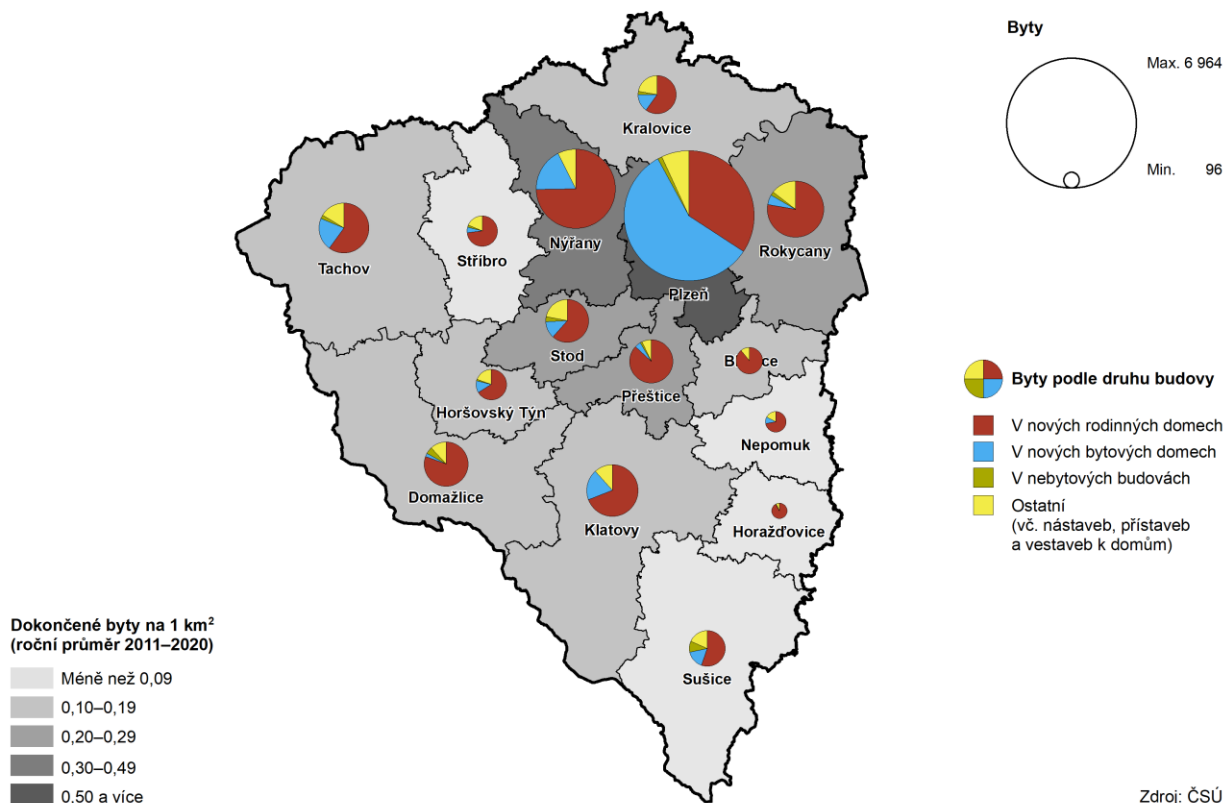 Byty
Max. 6 964
Min. 96
Kralovice
Tachov
Stříbro
Nýřany
Plzeň
Rokycany
Stod
Přeštice
Horšovský Týn
Nepomuk
Domažlice
Klatovy
Horažďovice
Sušice
Byty podle druhu budovy
V nových rodinných domech
V nových bytových domech
V nebytových budovách
Ostatní
(vč. nástaveb, přístaveb
a vestaveb k domům)
Dokončené byty na 1 km²
(roční průměr 2011–2020)
Méně než 0,09
0,10–0,19
0,20–0,29
0,30–0,49
0,50 a více
Zdroj: ČSÚ